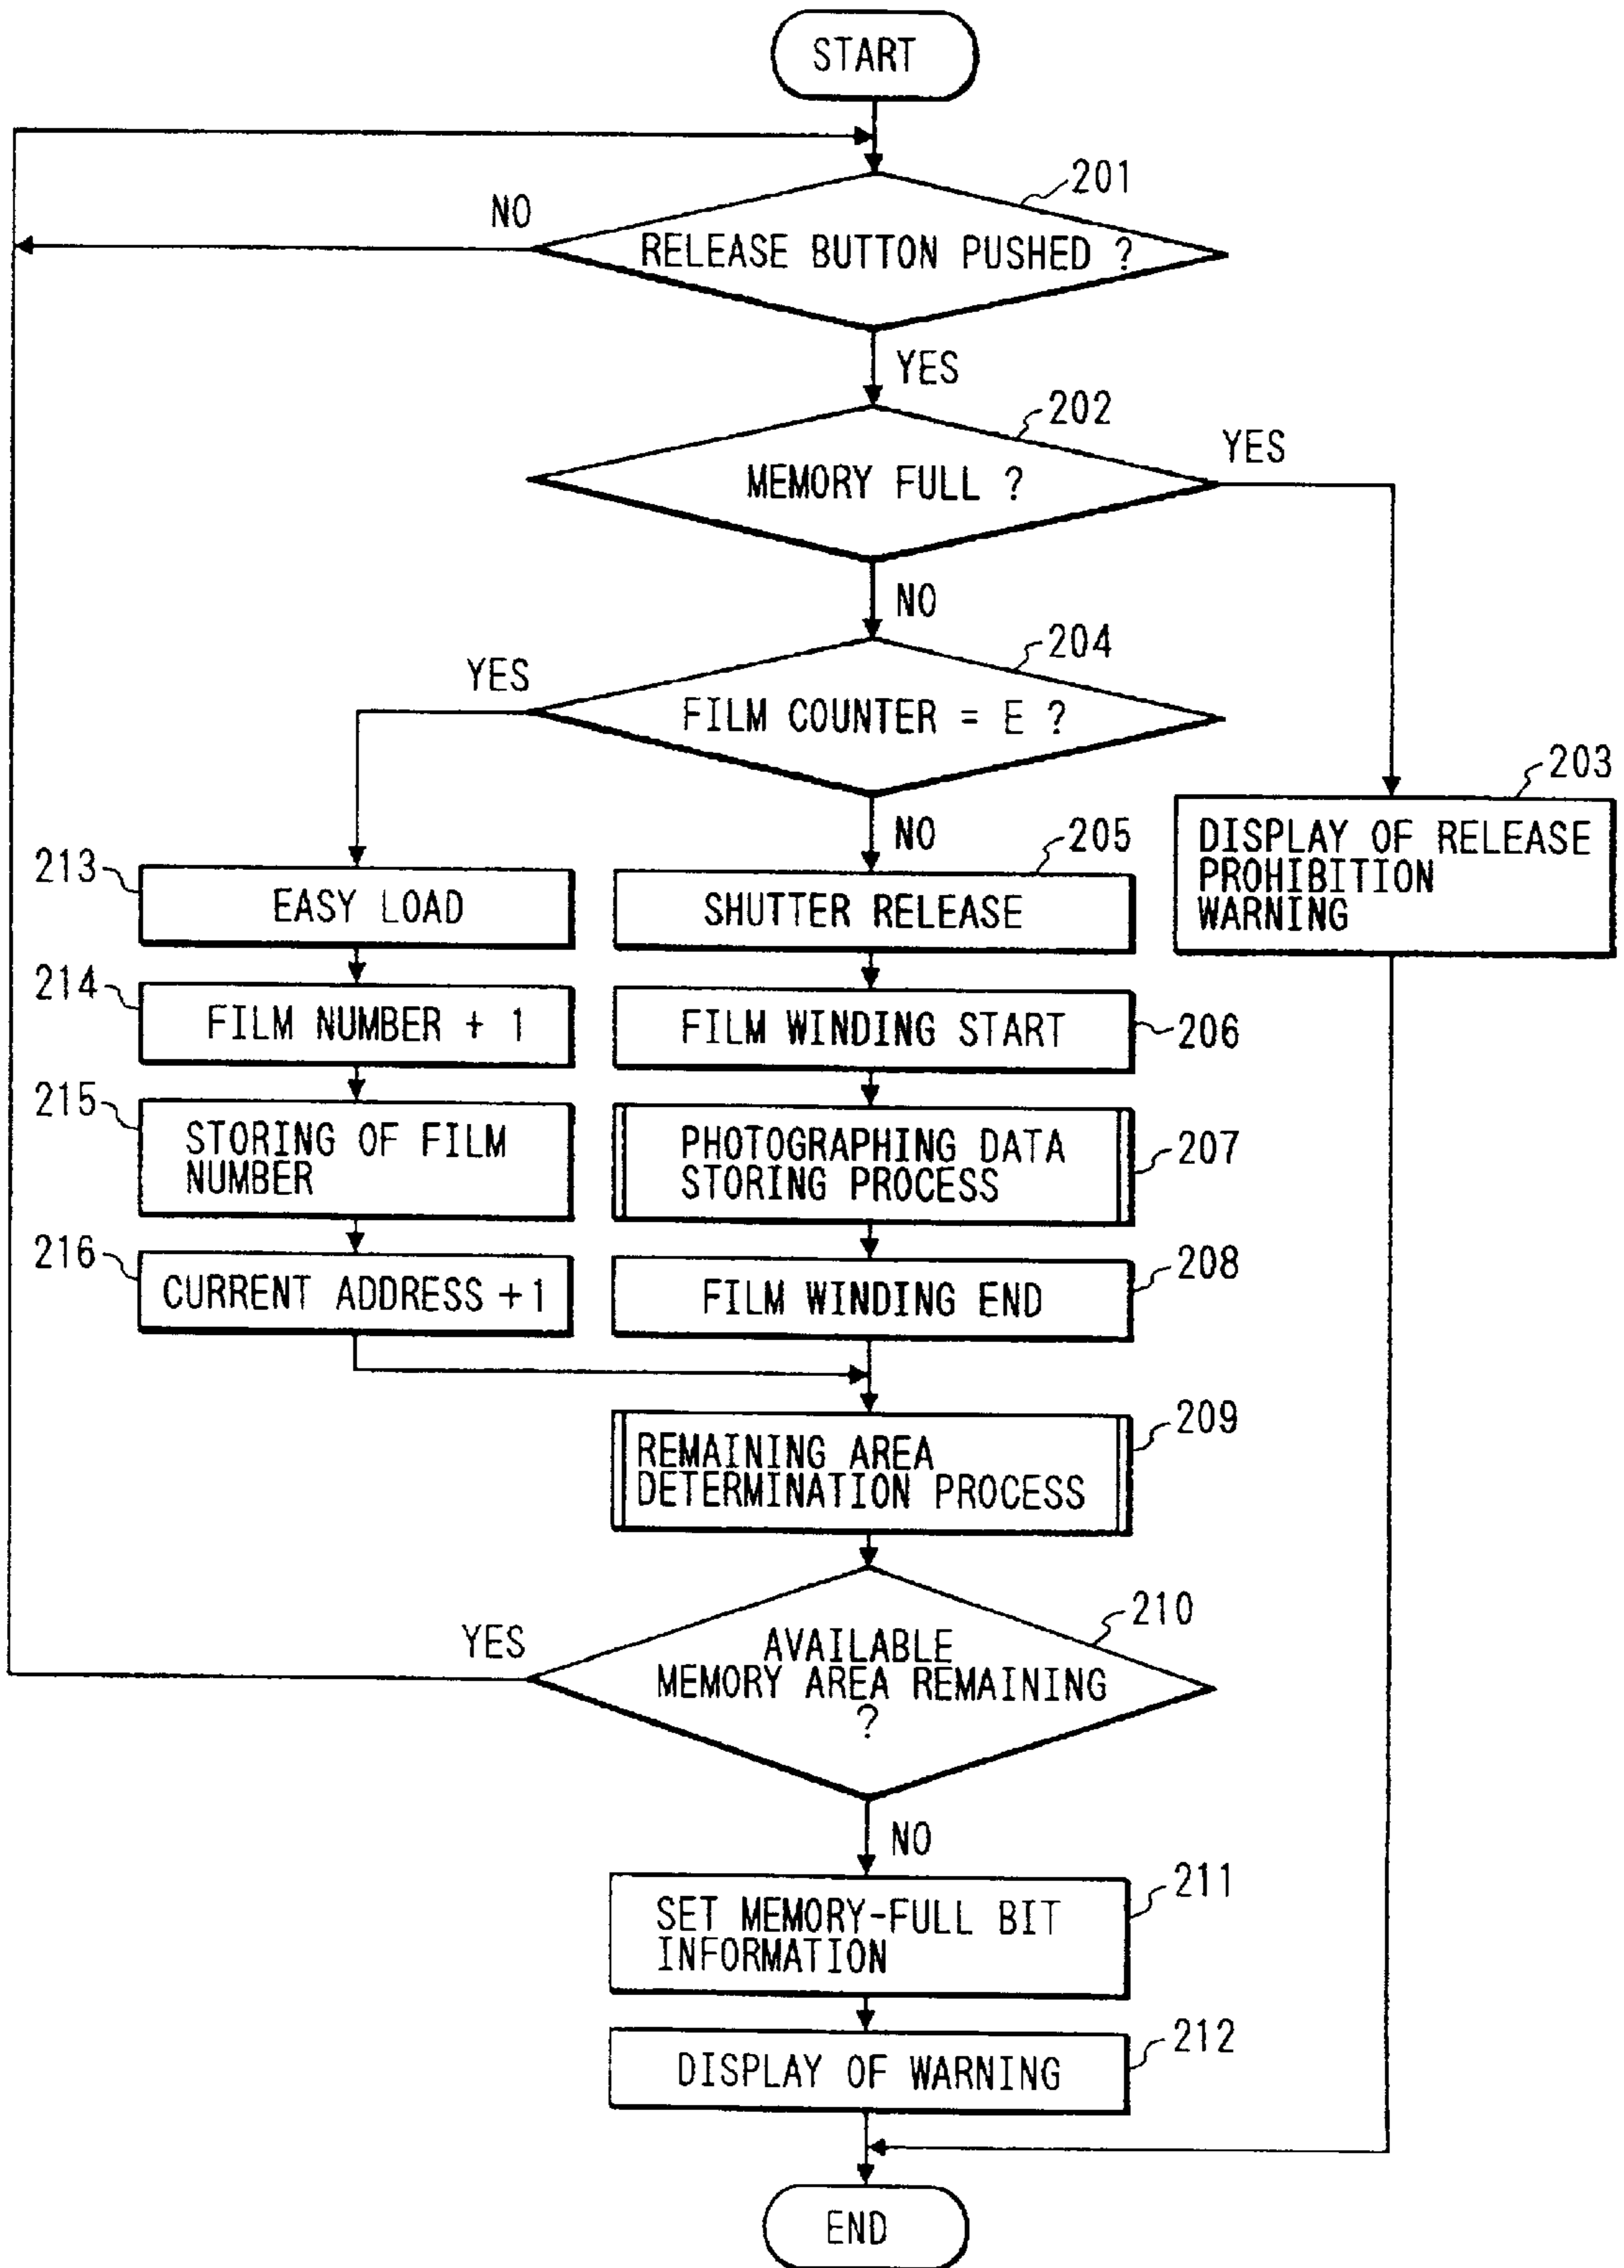 START
201
NO
RELEASE BUTTON PUSHED ?
YES
202
YES
MEMORY FULL ?
NO
204
YES
FILM COUNTER = E ?
203
NO
205
DISPLAY OF RELEASE
PROHIBITION
WARNING
213
EASY LOAD
SHUTTER RELEASE
214
FILM NUMBER + 1
FILM WINDING START
206
215
STORING OF FILM
NUMBER
PHOTOGRAPHING DATA
STORING PROCESS
207
216
CURRENT ADDRESS +1
FILM WINDING END
208
REMAINING AREA
DETERMINATION PROCESS
209
210
YES
AVAILABLE
MEMORY AREA REMAINING
?
NO
211
SET MEMORY-FULL BIT
INFORMATION
212
DISPLAY OF WARNING
END